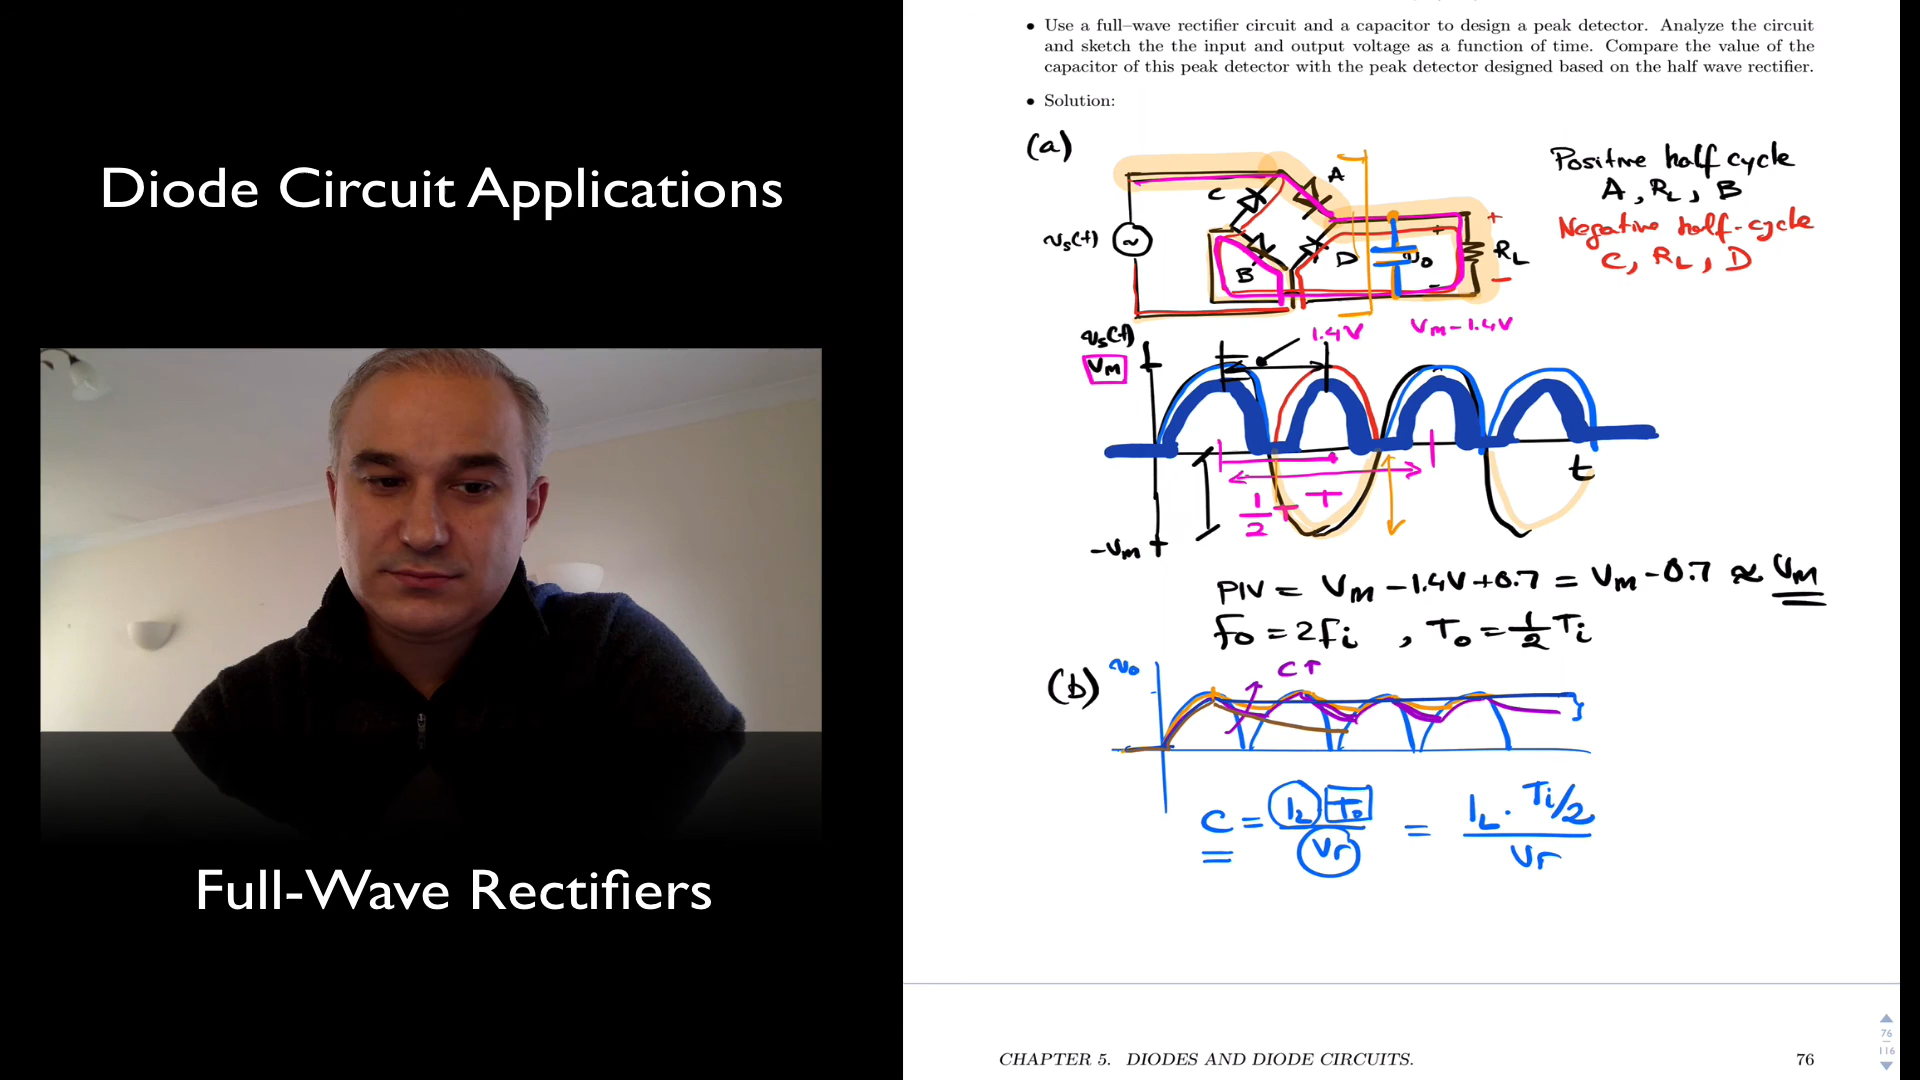 Diode Circuit Applications
Full-Wave Rectifiers
• Use a full–wave rectifier circuit and a capacitor to design a peak detector. Analyze the circuit
and sketch the the input and output voltage as a function of time. Compare the value of the
capacitor of this peak detector with the peak detector designed based on the half wave rectifier.
• Solution:
(a)
Positive half cycle
A, RL, B
Negative half-cycle
C, RL, D
C
A
vs(t)
~
B
D
+
vo
-
+
RL
-
vs(t)
1.4V
Vm-1.4V
Vm
t
1/2 T
T
-Vm
PIV = Vm - 1.4V + 0.7 = Vm - 0.7 ≈ Vm
fo = 2fi , To = 1/2 Ti
(b)
vo
C↑
C = IL To / Vr = IL · Ti/2 / Vr
CHAPTER 5. DIODES AND DIODE CIRCUITS.
76
76
116